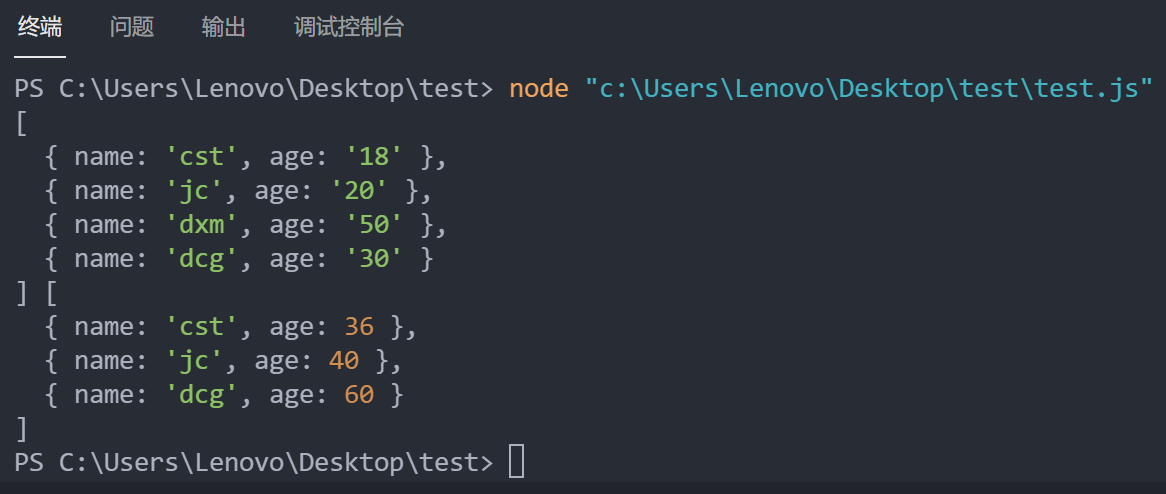 终端 问题 输出 调试控制台
PS C:\Users\Lenovo\Desktop\test> node "c:\Users\Lenovo\Desktop\test\test.js"
[
  { name: 'cst', age: '18' },
  { name: 'jc', age: '20' },
  { name: 'dxm', age: '50' },
  { name: 'dcg', age: '30' }
] [
  { name: 'cst', age: 36 },
  { name: 'jc', age: 40 },
  { name: 'dcg', age: 60 }
]
PS C:\Users\Lenovo\Desktop\test>